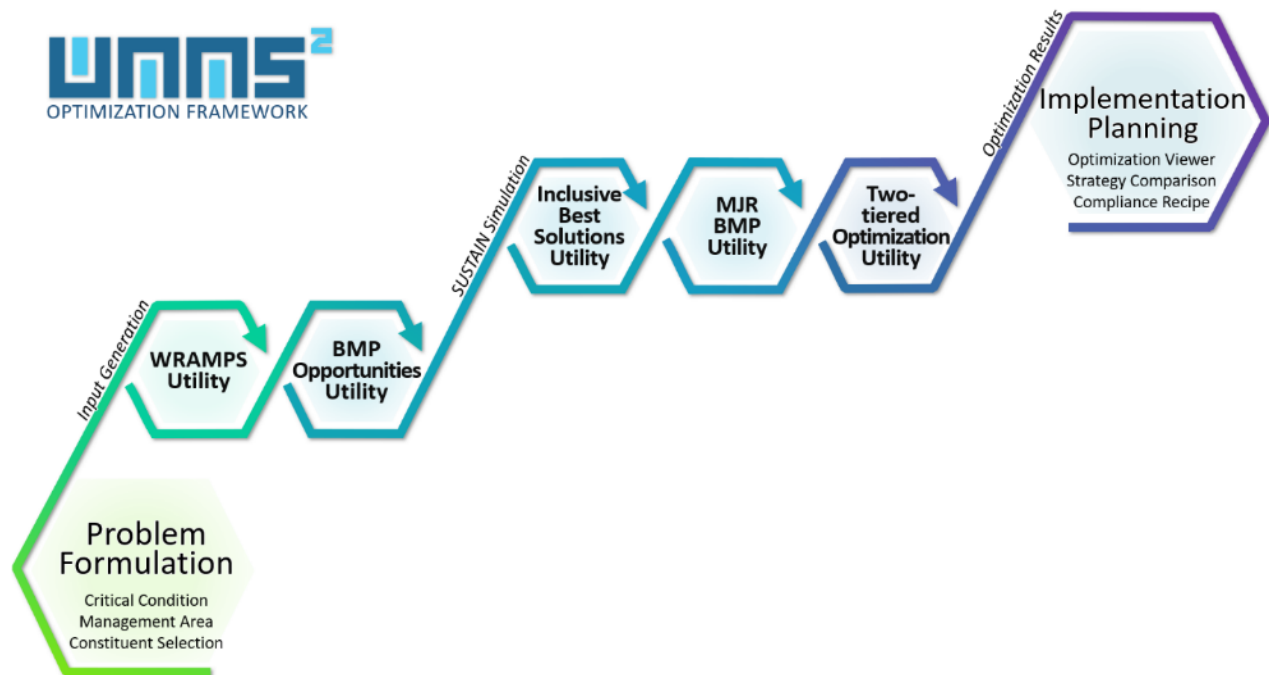 WMMS²
OPTIMIZATION FRAMEWORK
Problem
Formulation
Critical Condition
Management Area
Constituent Selection
Input Generation
WRAMPS
Utility
BMP
Opportunities
Utility
SUSTAIN Simulation
Inclusive
Best
Solutions
Utility
MJR
BMP
Utility
Two-
tiered
Optimization
Utility
Optimization Results
Implementation
Planning
Optimization Viewer
Strategy Comparison
Compliance Recipe